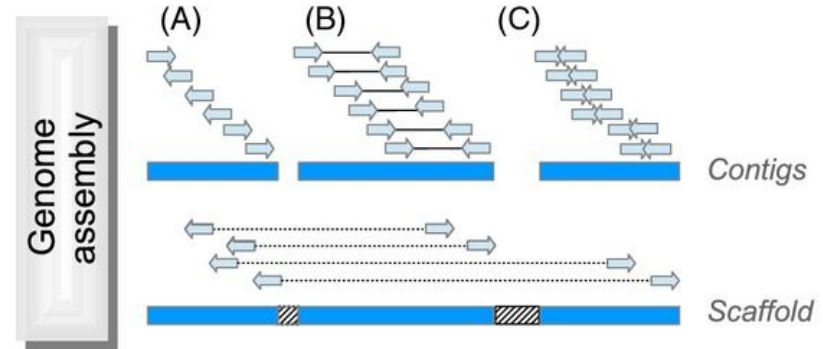 (A)
(B)
(C)
Genome
assembly
Contigs
Scaffold